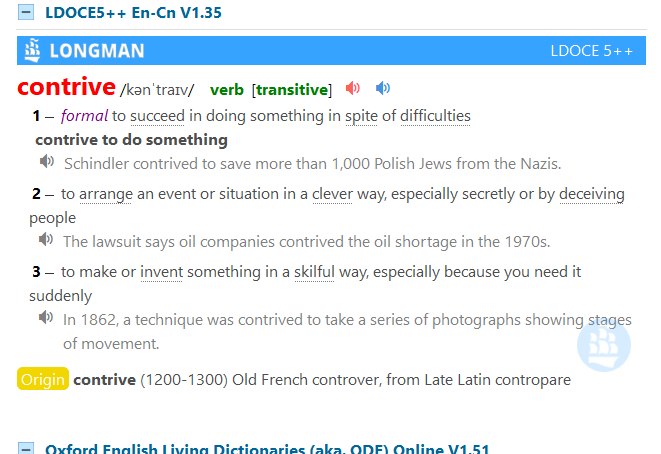 LDOCE5++ En-Cn V1.35
LONGMAN LDOCE 5++
contrive /kənˈtraɪv/ verb [transitive]
1 – formal to succeed in doing something in spite of difficulties
contrive to do something
Schindler contrived to save more than 1,000 Polish Jews from the Nazis.
2 – to arrange an event or situation in a clever way, especially secretly or by deceiving
people
The lawsuit says oil companies contrived the oil shortage in the 1970s.
3 – to make or invent something in a skilful way, especially because you need it
suddenly
In 1862, a technique was contrived to take a series of photographs showing stages
of movement.
Origin contrive (1200-1300) Old French controver, from Late Latin contropare
Oxford English Living Dictionaries (aka. ODE) Online V1.51